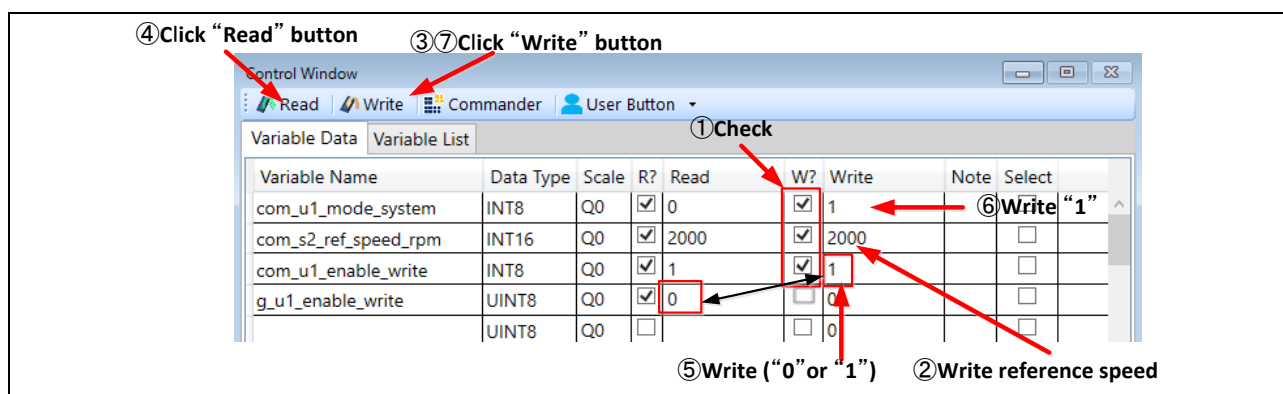 ④Click “Read” button
③⑦Click “Write” button
Control Window
Read Write Commander User Button
①Check
Variable Data Variable List
Variable Name Data Type Scale R? Read W? Write Note Select
com_u1_mode_system INT8 Q0 0 1 ⑥Write “1”
com_s2_ref_speed_rpm INT16 Q0 2000 2000
com_u1_enable_write INT8 Q0 1 1
g_u1_enable_write UINT8 Q0 0 0
UINT8 Q0 0
⑤Write (“0”or “1”) ②Write reference speed